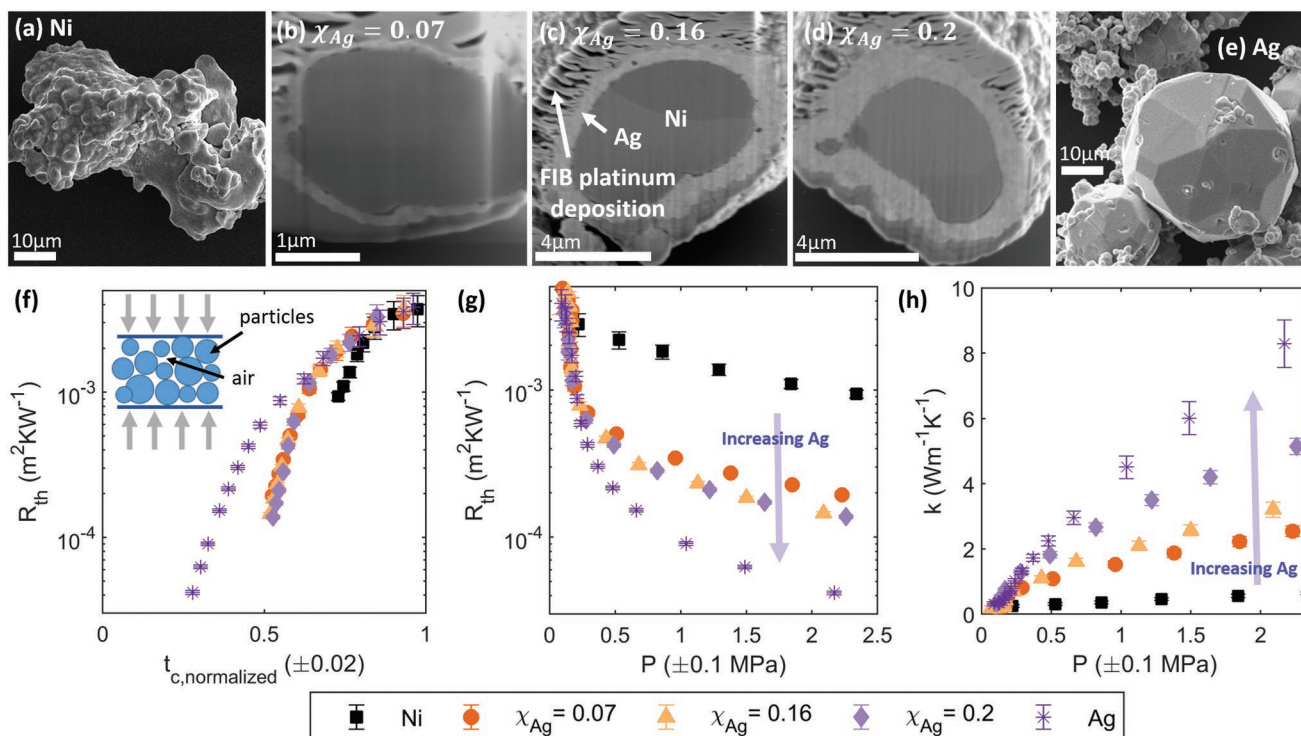 (a) Ni
10μm
(b) χAg = 0.07
1μm
(c) χAg = 0.16
Ni
Ag
FIB platinum
deposition
4μm
(d) χAg = 0.2
4μm
(e) Ag
10μm
(f)
particles
air
Rth (m²KW⁻¹)
10⁻³
10⁻⁴
0
0.5
1
tc,normalized (±0.02)
(g)
Increasing Ag
Rth (m²KW⁻¹)
10⁻³
10⁻⁴
0
0.5
1
1.5
2
2.5
P (±0.1 MPa)
(h)
Increasing Ag
k (Wm⁻¹K⁻¹)
10
8
6
4
2
0
0
0.5
1
1.5
2
P (±0.1 MPa)
Ni
χAg = 0.07
χAg = 0.16
χAg = 0.2
Ag